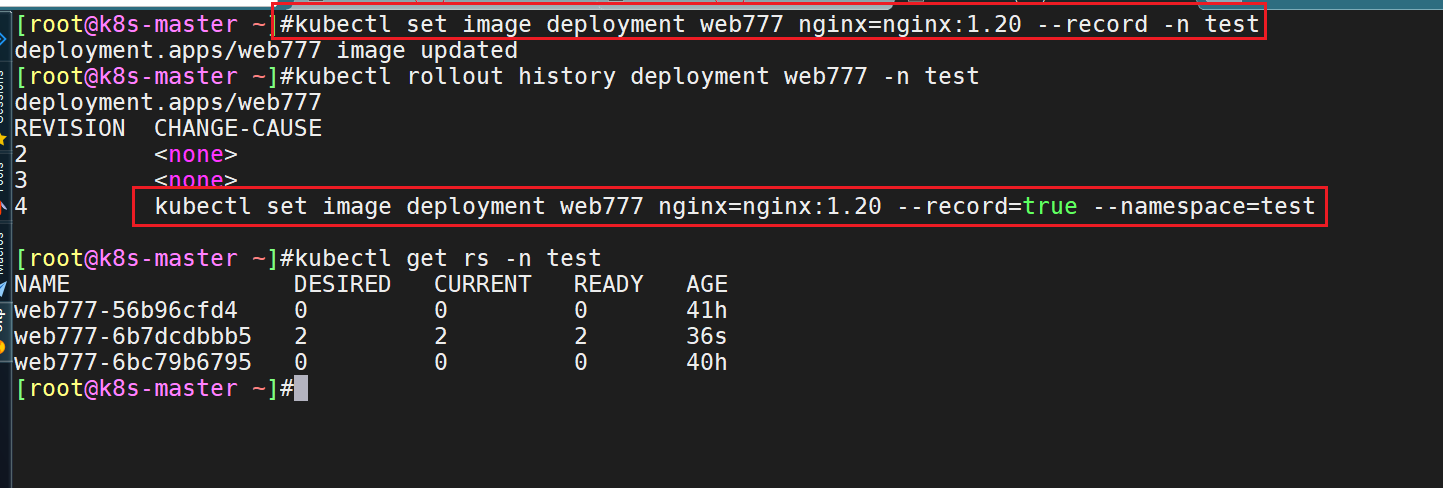 [root@k8s-master ~]#kubectl set image deployment web777 nginx=nginx:1.20 --record -n test
deployment.apps/web777 image updated
[root@k8s-master ~]#kubectl rollout history deployment web777 -n test
deployment.apps/web777
REVISION  CHANGE-CAUSE
2         <none>
3         <none>
4         kubectl set image deployment web777 nginx=nginx:1.20 --record=true --namespace=test
[root@k8s-master ~]#kubectl get rs -n test
NAME                DESIRED   CURRENT   READY   AGE
web777-56b96cfd4    0         0         0       41h
web777-6b7dcdbbb5   2         2         2       36s
web777-6bc79b6795   0         0         0       40h
[root@k8s-master ~]#